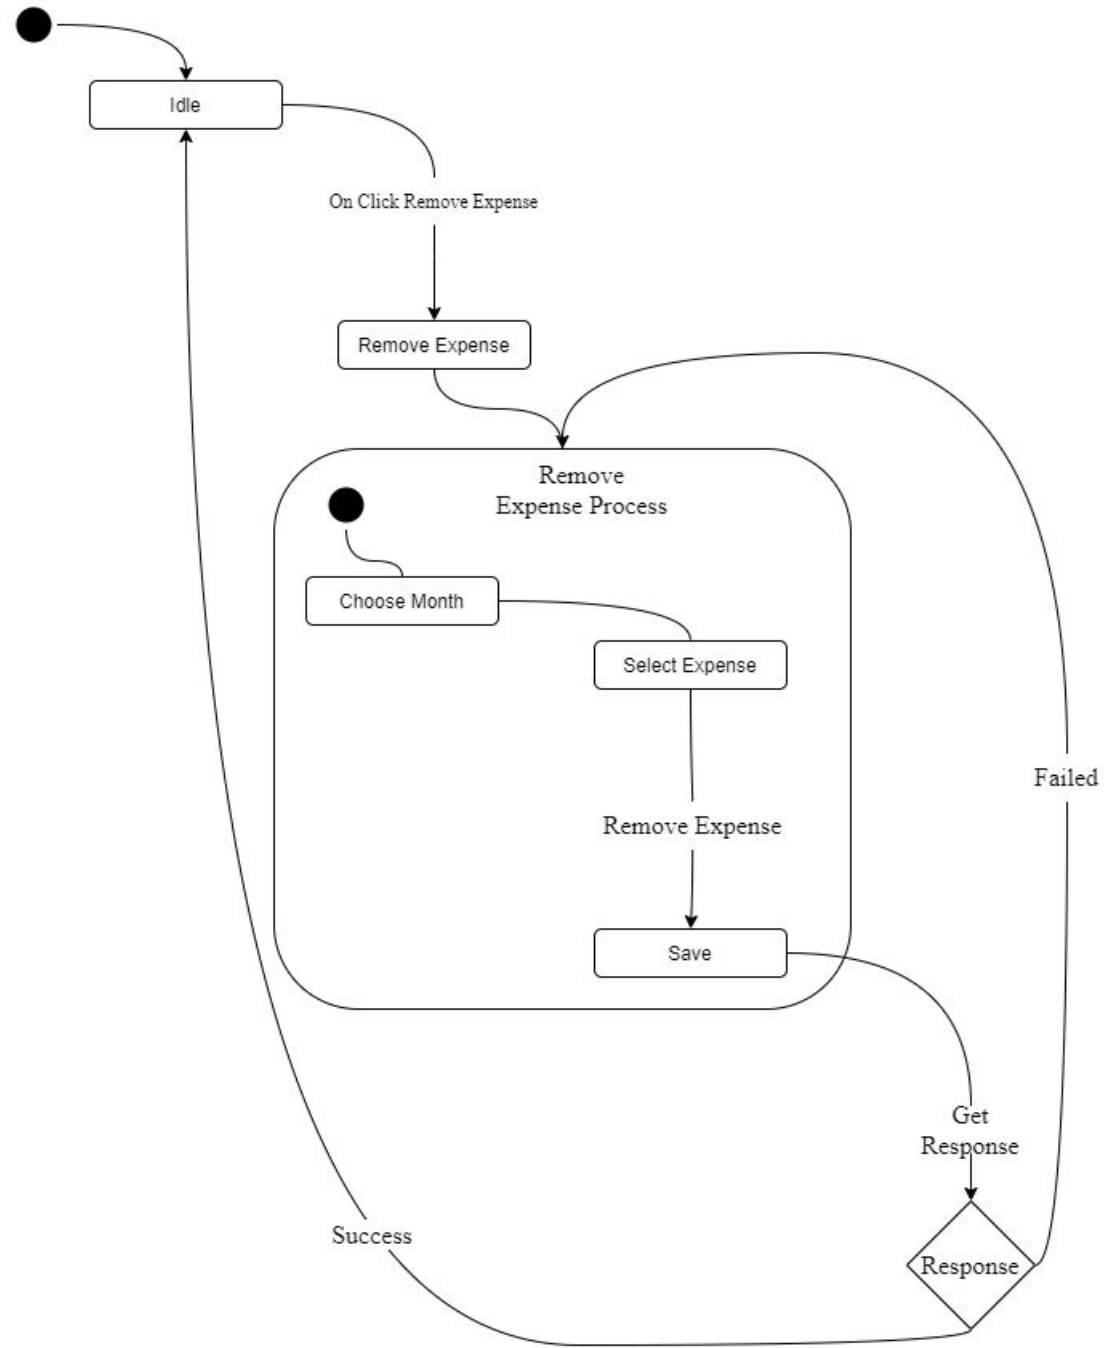 Idle
On Click Remove Expense
Remove Expense
Remove
Expense Process
Choose Month
Select Expense
Failed
Remove Expense
Save
Get
Response
Success
Response